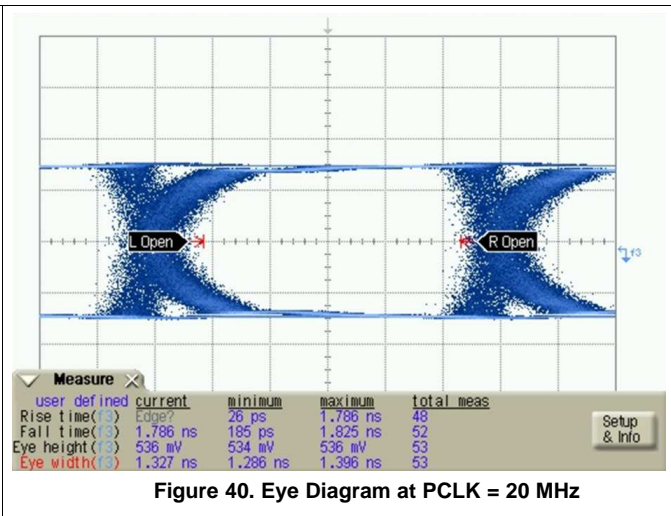 L Open
R Open
f3
Measure
user defined current minimum maximum total meas
Rise time(f3) Edge? 26 ps 1.786 ns 48
Fall time(f3) 1.786 ns 185 ps 1.825 ns 52
Eye height(f3) 536 mV 534 mV 536 mV 53
Eye width(f3) 1.327 ns 1.286 ns 1.396 ns 53
Setup
& Info
Figure 40. Eye Diagram at PCLK = 20 MHz